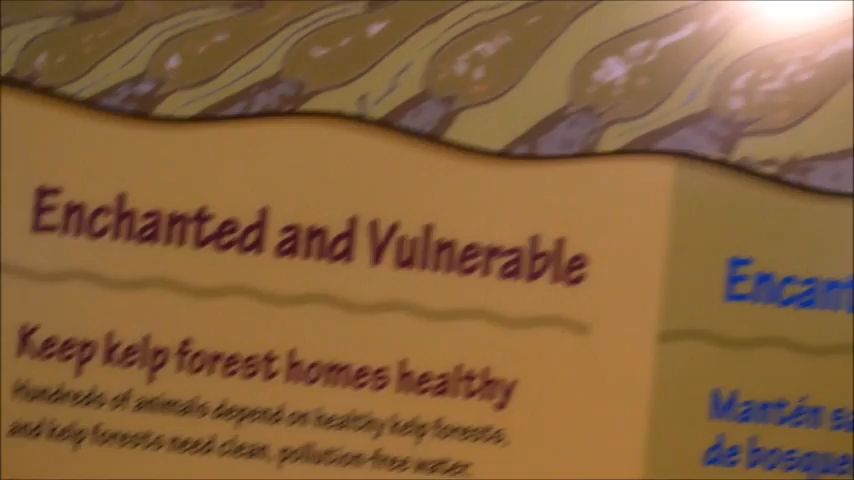 Enchanted and Vulnerable
Keep kelp forest homes healthy
Hundreds of animals depend on healthy kelp forests,
and kelp forests need clean, pollution-free water.
Encant
Mantén sa
de bosque